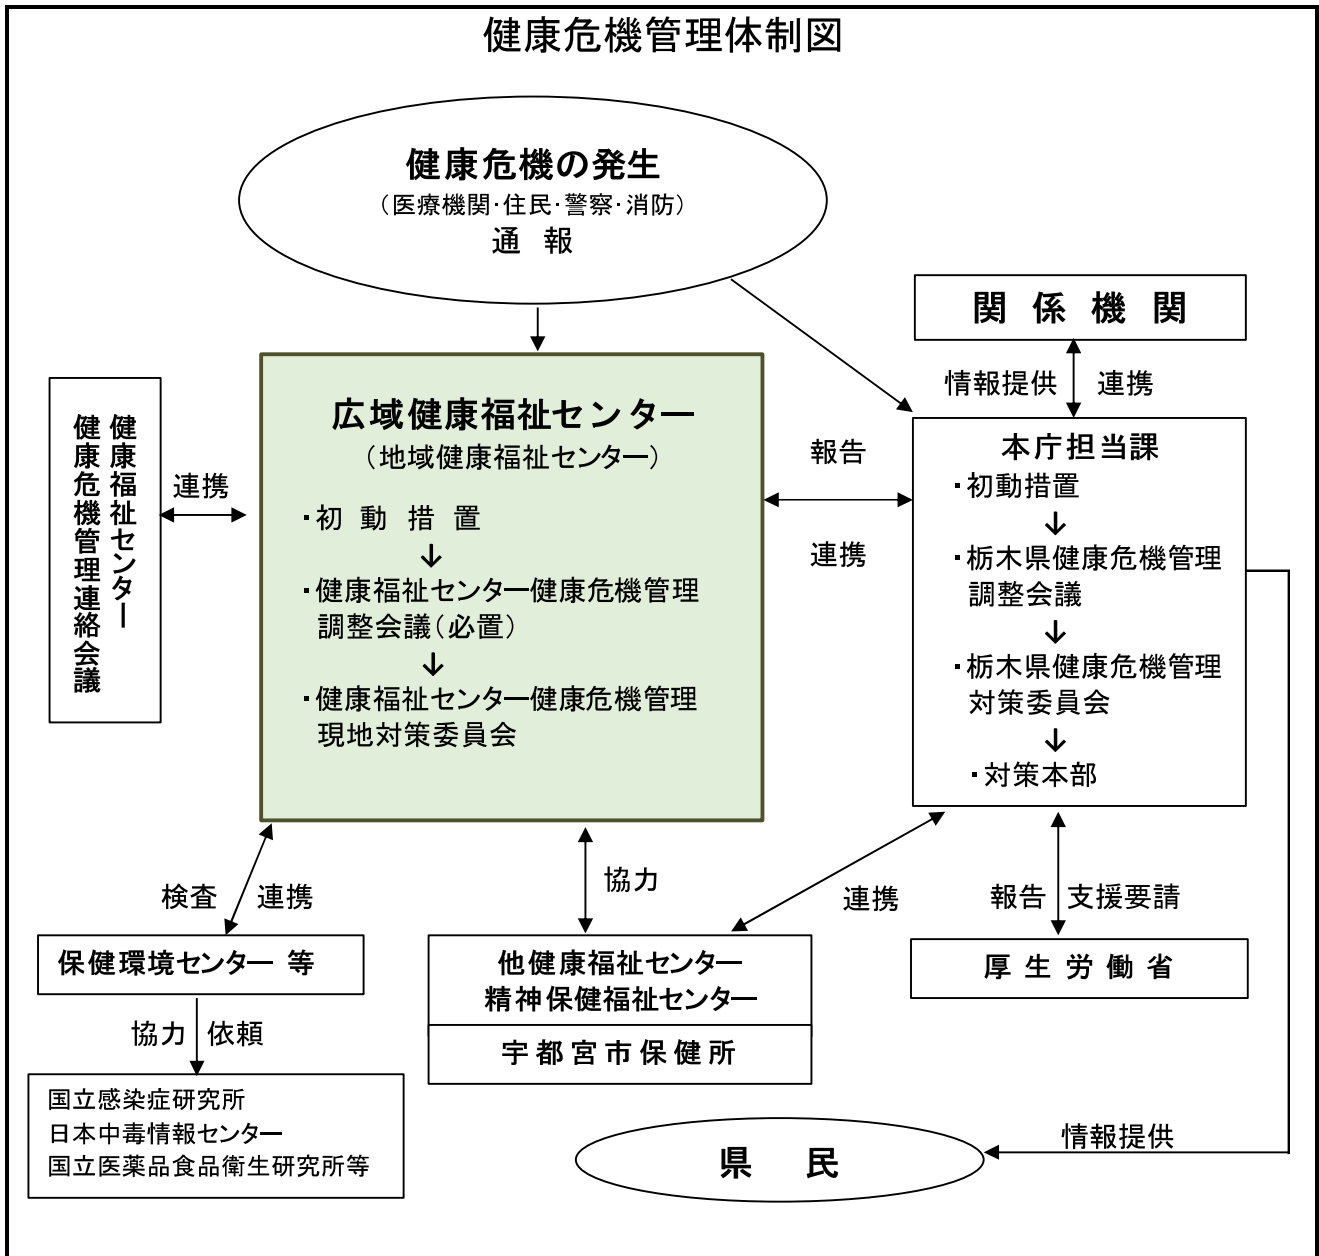 健康危機管理体制図
健康危機の発生
（医療機関・住民・警察・消防）
通 報
関 係 機 関
情報提供 連携
健康福祉センター
健康危機管理連絡会議
連携
広域健康福祉センター
（地域健康福祉センター）
・初 動 措 置
↓
・健康福祉センター健康危機管理
調整会議（必置）
↓
・健康福祉センター健康危機管理
現地対策委員会
報告
連携
本庁担当課
・初動措置
↓
・栃木県健康危機管理
調整会議
↓
・栃木県健康危機管理
対策委員会
↓
・対策本部
検査 連携
協力
連携
報告 支援要請
保健環境センター 等
他健康福祉センター
精神保健福祉センター
宇都宮市保健所
厚生労働省
協力 依頼
国立感染症研究所
日本中毒情報センター
国立医薬品食品衛生研究所等
情報提供
県 民